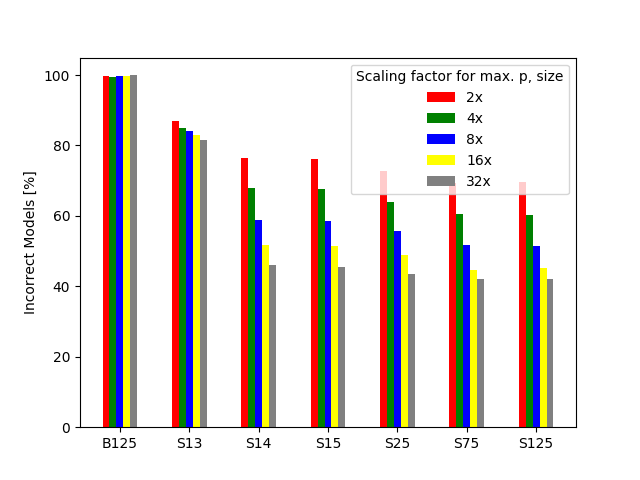 Incorrect Models [%]
100
80
60
40
20
0
Scaling factor for max. p, size
2x
4x
8x
16x
32x
B125 S13 S14 S15 S25 S75 S125